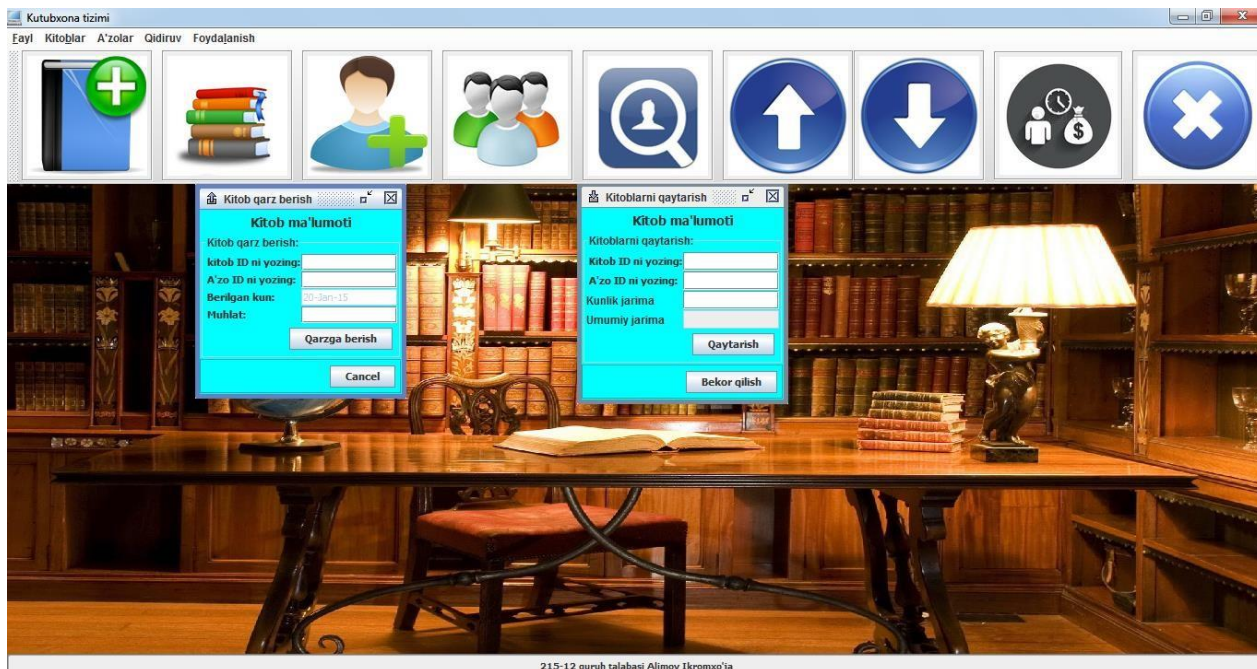 Kutubxona tizimi
Fayl Kitoblar A'zolar Qidiruv Foydalanish
Kitob qarz berish
Kitob ma'lumoti
Kitob qarz berish:
kitob ID ni yozing:
A'zo ID ni yozing:
Berilgan kun: 20-Jan-15
Muhlat:
Qarzga berish
Cancel
Kitoblarni qaytarish
Kitob ma'lumoti
Kitoblarni qaytarish:
Kitob ID ni yozing:
A'zo ID ni yozing:
Kunlik jarima
Umumiy jarima
Qaytarish
Bekor qilish
215-12 guruh talabasi Alimov Ikromxo'ja